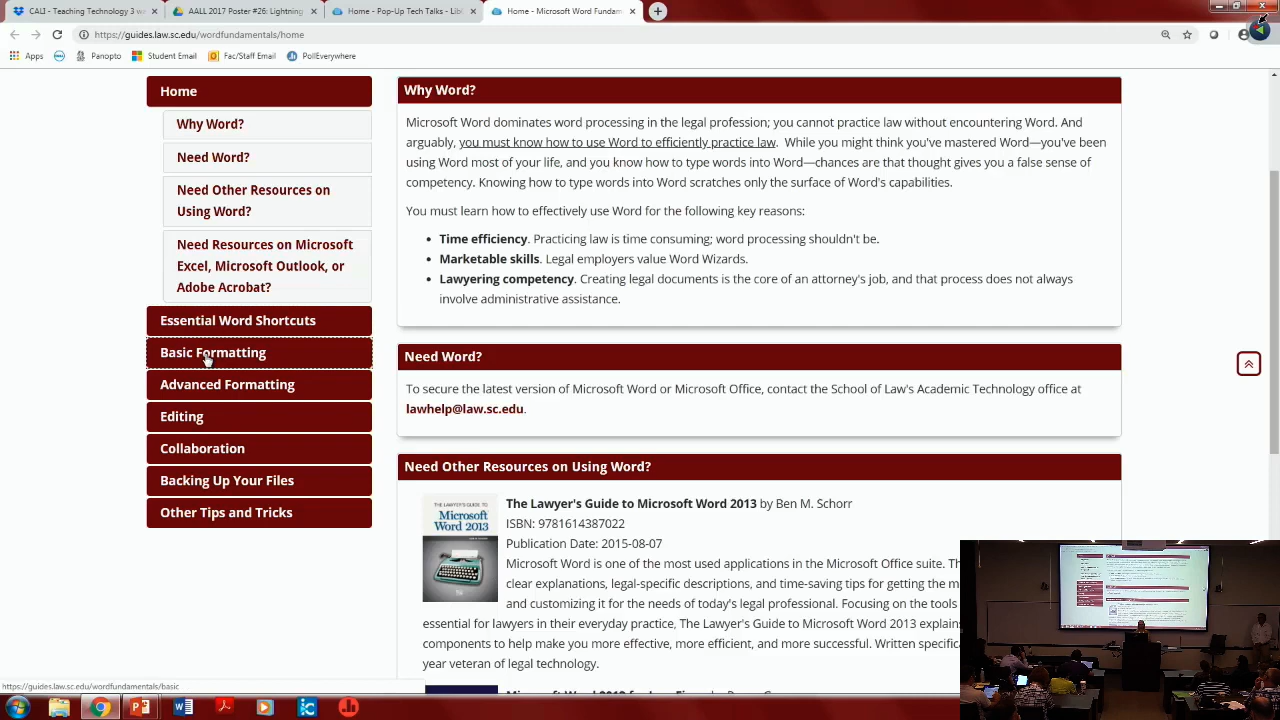 CALI - Teaching Technology 3 w
AALL 2017 Poster #26: Lightning
Home - Pop-Up Tech Talks - Lib
Home - Microsoft Word Fundam
https://guides.law.sc.edu/wordfundamentals/home
Apps
Panopto
Student Email
Fac/Staff Email
PollEverywhere
Home
Why Word?
Need Word?
Need Other Resources on
Using Word?
Need Resources on Microsoft
Excel, Microsoft Outlook, or
Adobe Acrobat?
Essential Word Shortcuts
Basic Formatting
Advanced Formatting
Editing
Collaboration
Backing Up Your Files
Other Tips and Tricks
Why Word?
Microsoft Word dominates word processing in the legal profession; you cannot practice law without encountering Word. And
arguably, you must know how to use Word to efficiently practice law. While you might think you've mastered Word—you've been
using Word most of your life, and you know how to type words into Word—chances are that thought gives you a false sense of
competency. Knowing how to type words into Word scratches only the surface of Word's capabilities.
You must learn how to effectively use Word for the following key reasons:
• Time efficiency. Practicing law is time consuming; word processing shouldn't be.
• Marketable skills. Legal employers value Word Wizards.
• Lawyering competency. Creating legal documents is the core of an attorney's job, and that process does not always
involve administrative assistance.
Need Word?
To secure the latest version of Microsoft Word or Microsoft Office, contact the School of Law's Academic Technology office at
lawhelp@law.sc.edu.
Need Other Resources on Using Word?
THE LAWYER'S GUIDE TO
Microsoft
Word 2013
The Lawyer's Guide to Microsoft Word 2013 by Ben M. Schorr
ISBN: 9781614387022
Publication Date: 2015-08-07
Microsoft Word is one of the most used applications in the Microsoft Office suite. Th
clear explanations, legal-specific descriptions, and time-saving tips for getting the m
and customizing it for the needs of today's legal professional. Focusing on the tools
essential for lawyers in their everyday practice, The Lawyer's Guide to Microsoft Word 2013 explains
components to help make you more effective, more efficient, and more successful. Written specifica
year veteran of legal technology.
https://guides.law.sc.edu/wordfundamentals/basic